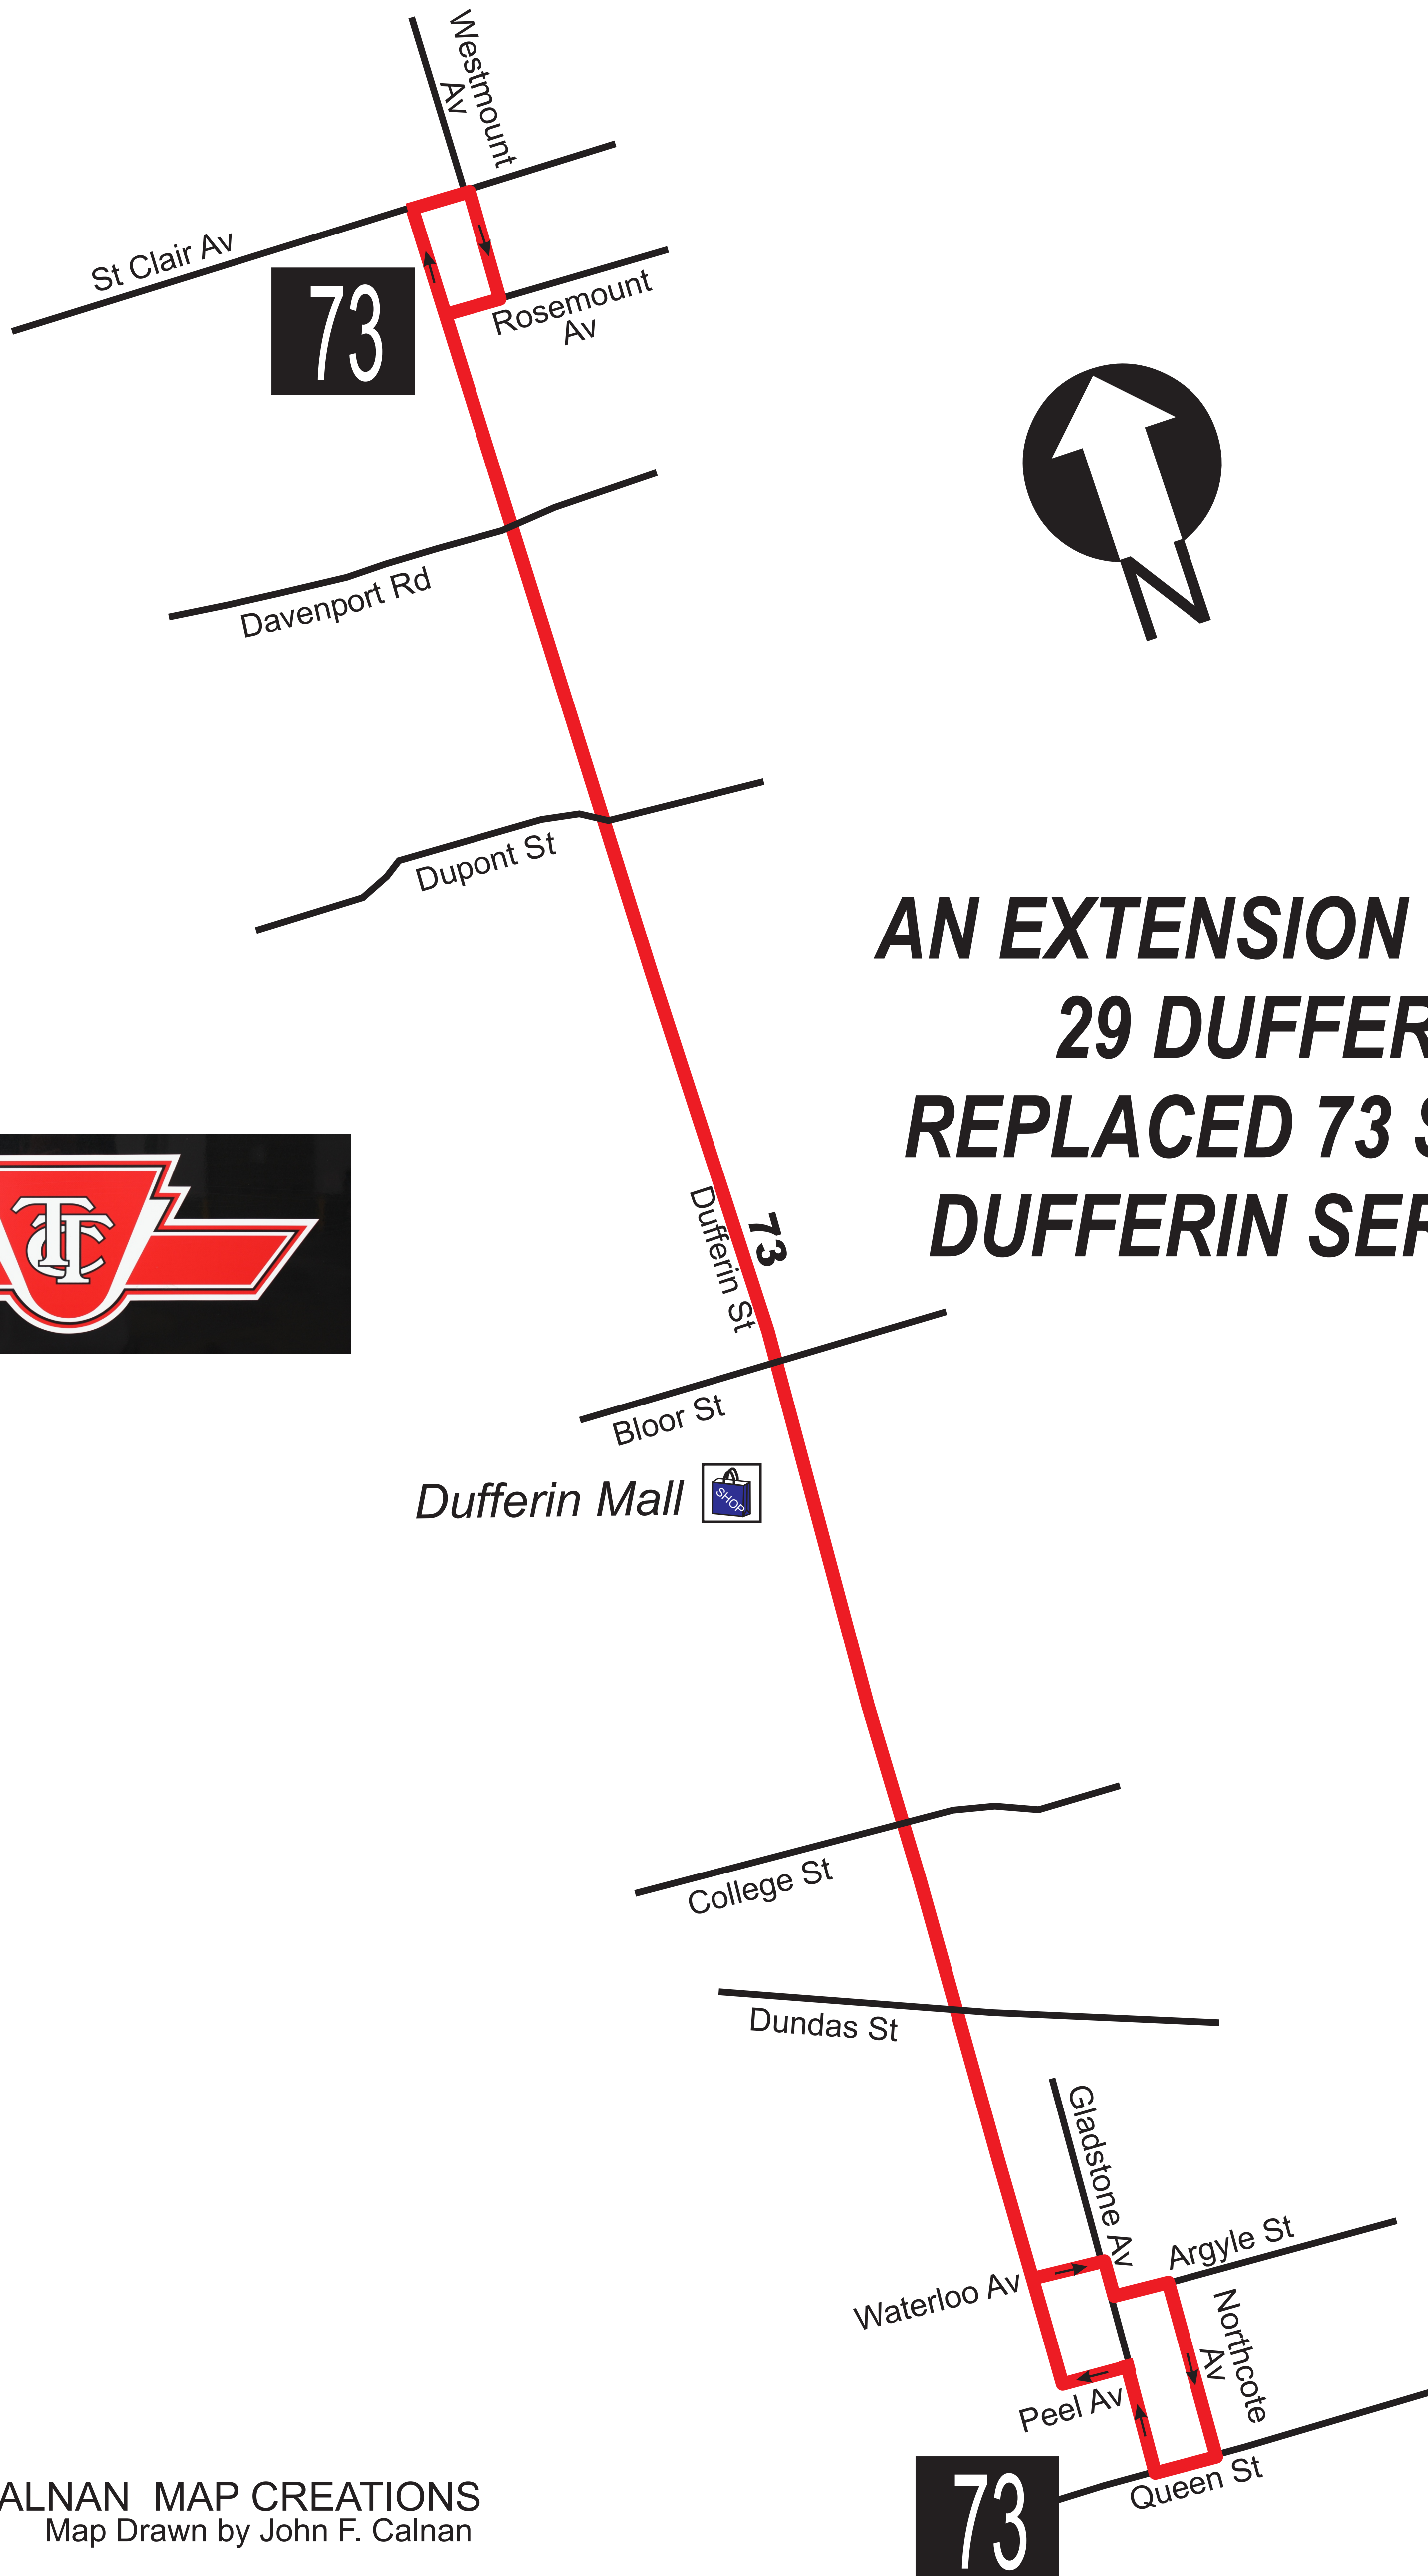 Westmount
Av
St Clair Av
73
Rosemount
Av
N
Davenport Rd
Dupont St
AN EXTENSION
29 DUFFER
REPLACED 73 S
DUFFERIN SER
TTC
Dufferin St
73
Bloor St
Dufferin Mall
SHOP
College St
Dundas St
Gladstone Av
Argyle St
Waterloo Av
Northcote
Av
Peel Av
Queen St
73
ALNAN MAP CREATIONS
Map Drawn by John F. Calnan